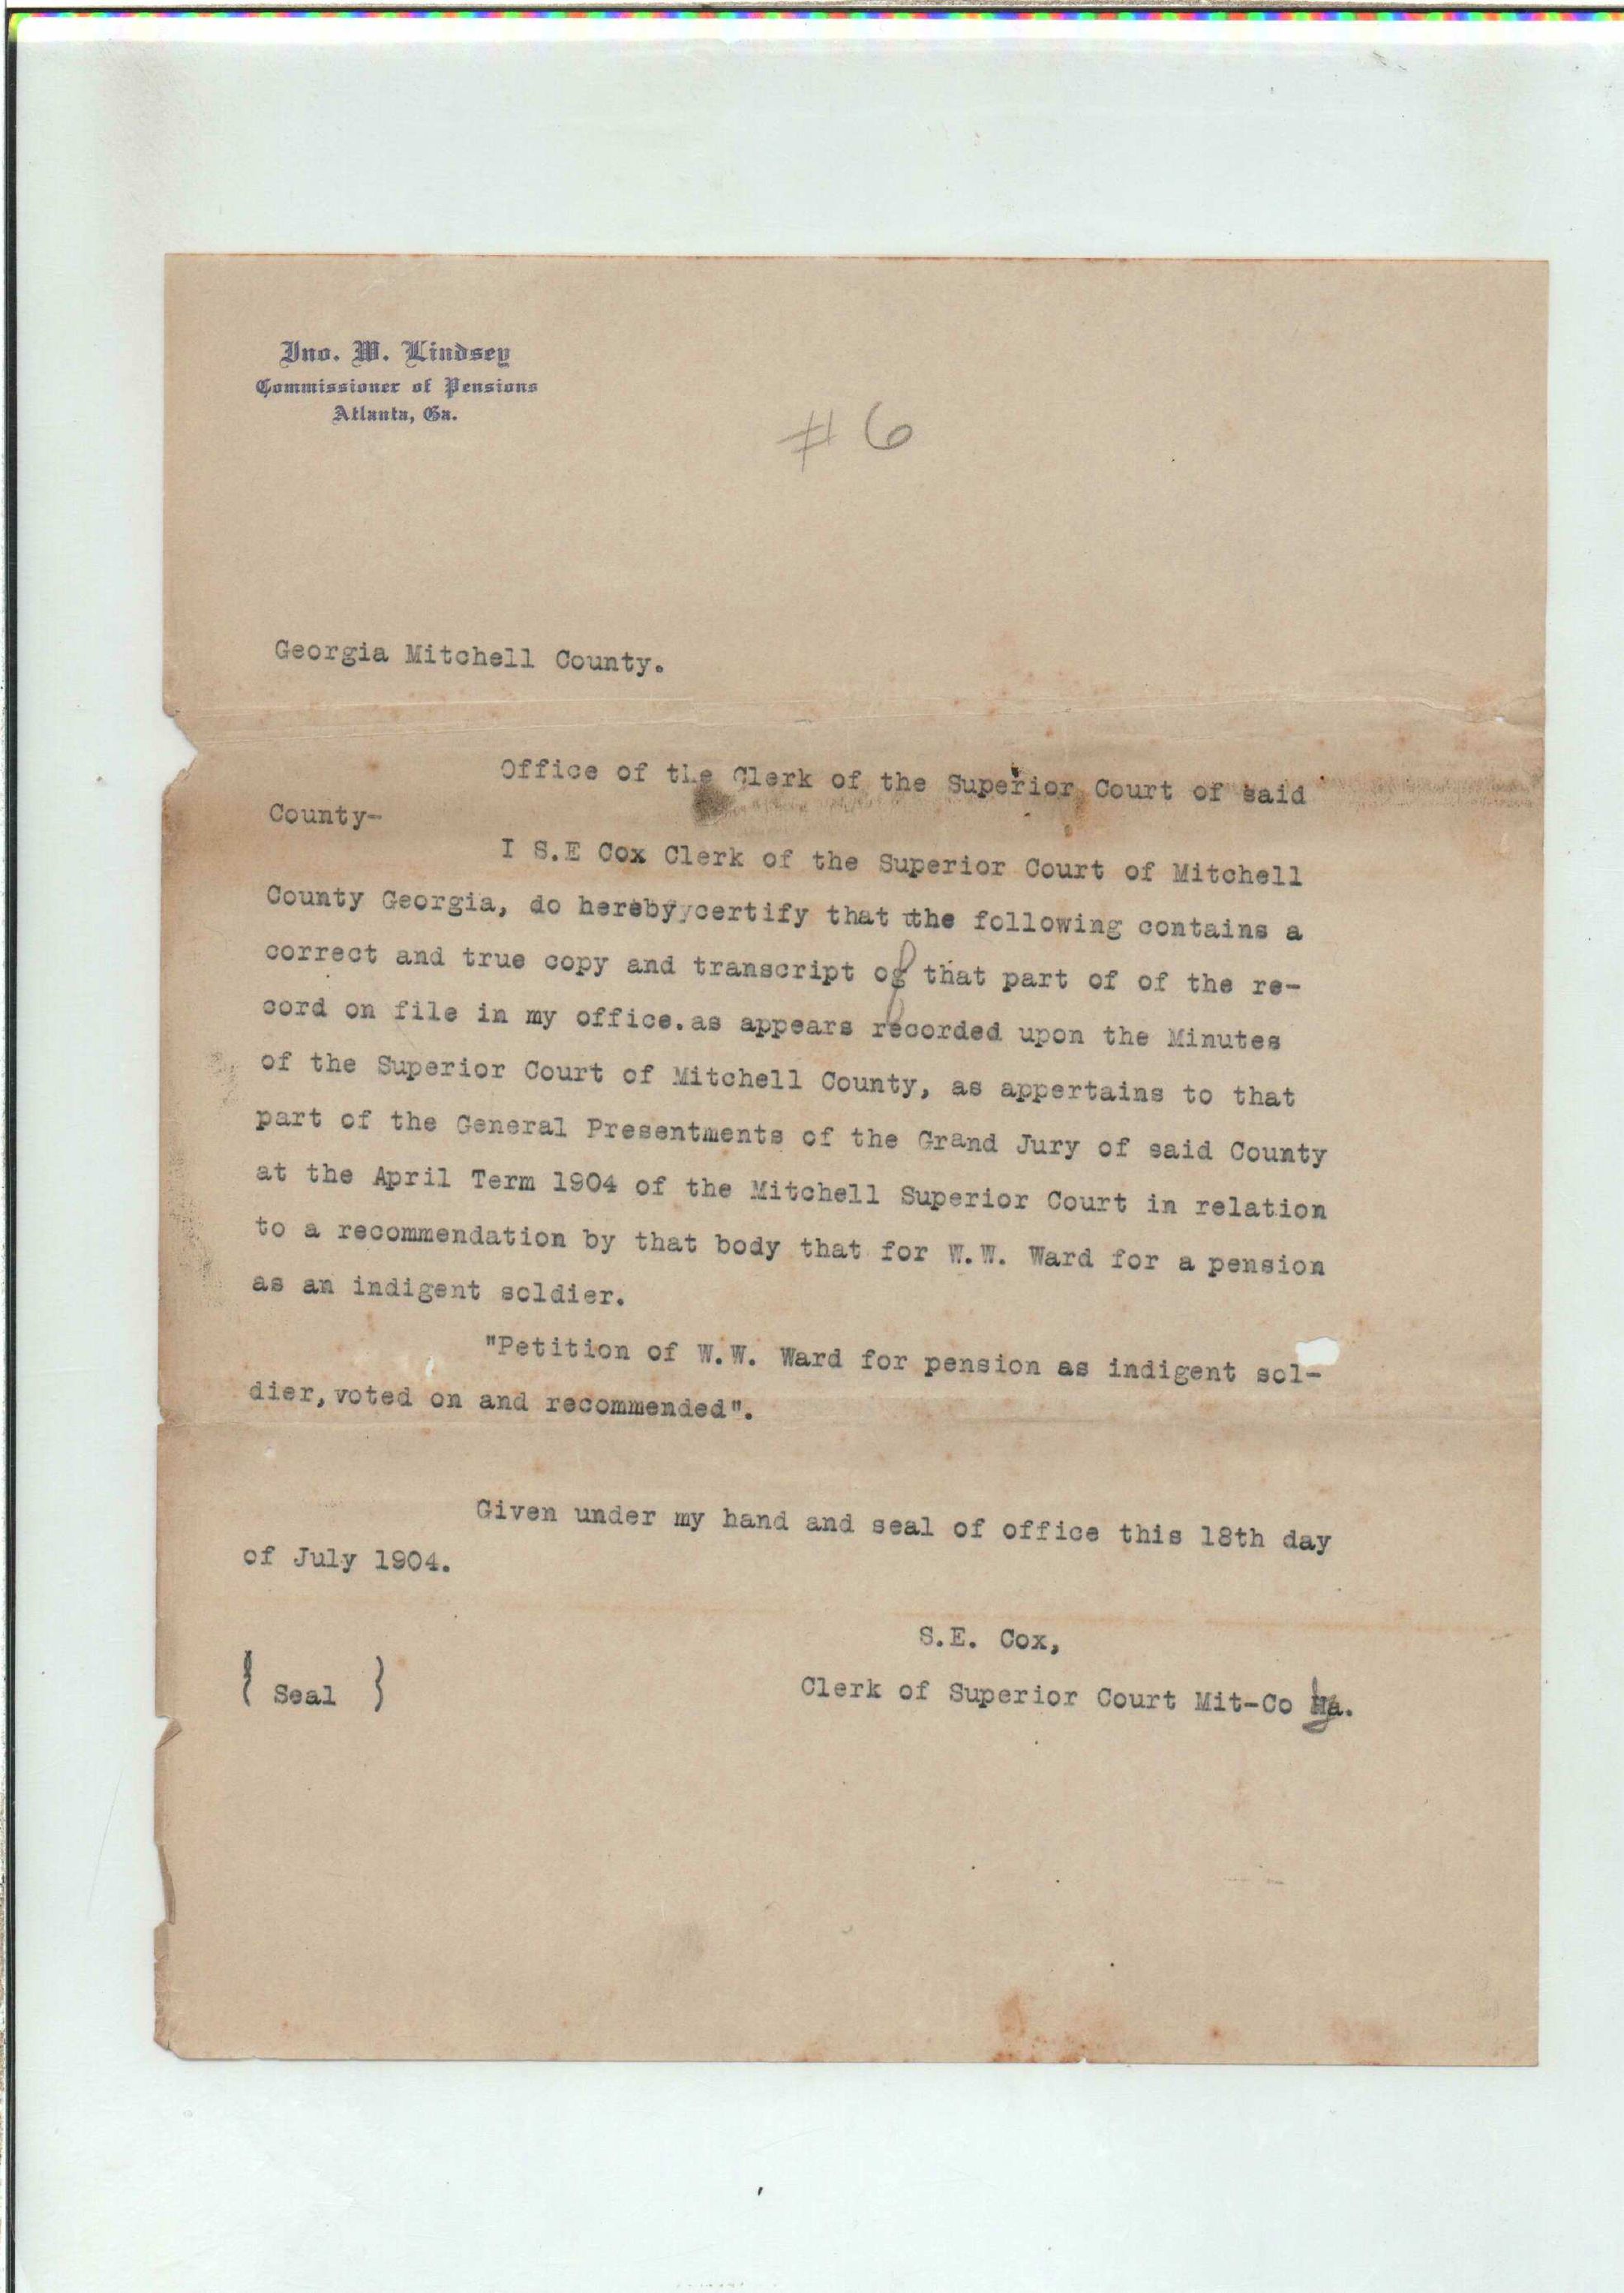 Jno. W. Lindsey
Commissioner of Pensions
Atlanta, Ga.
# 6
Georgia Mitchell County.
Office of the Clerk of the Superior Court of said
County-
I S.E Cox Clerk of the Superior Court of Mitchell
County Georgia, do herebyycertify that the following contains a
correct and true copy and transcript of that part of of the re-
cord on file in my office.as appears recorded upon the Minutes
of the Superior Court of Mitchell County, as appertains to that
part of the General Presentments of the Grand Jury of said County
at the April Term 1904 of the Mitchell Superior Court in relation
to a recommendation by that body that for W.W. Ward for a pension
as an indigent soldier.
"Petition of W.W. Ward for pension as indigent sol-
dier,voted on and recommended".
Given under my hand and seal of office this 18th day
of July 1904.
S.E. Cox,
{ Seal }
Clerk of Superior Court Mit-Co Ga.